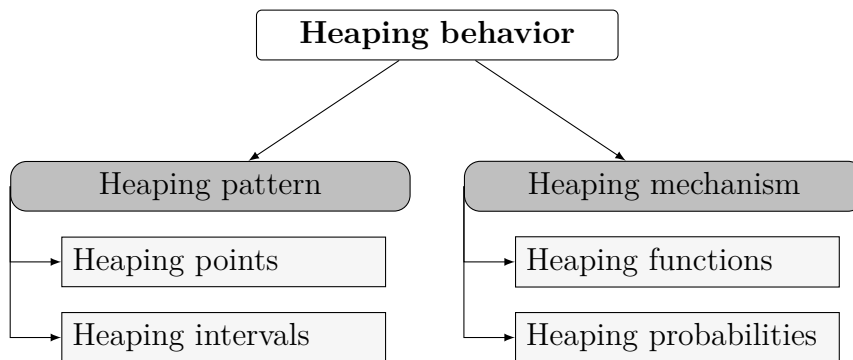 Heaping behavior
Heaping pattern
Heaping points
Heaping intervals
Heaping mechanism
Heaping functions
Heaping probabilities